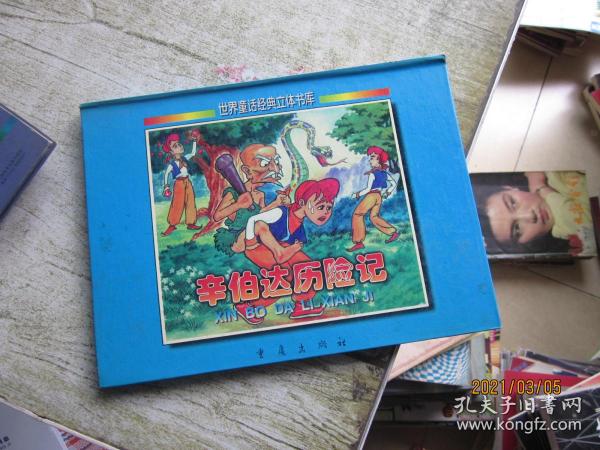 世界童话经典立体书库
辛伯达历险记
XIN BO DA LI XIAN JI
重庆出版社
2021/03/05
孔夫子旧書网
www.kongfz.com